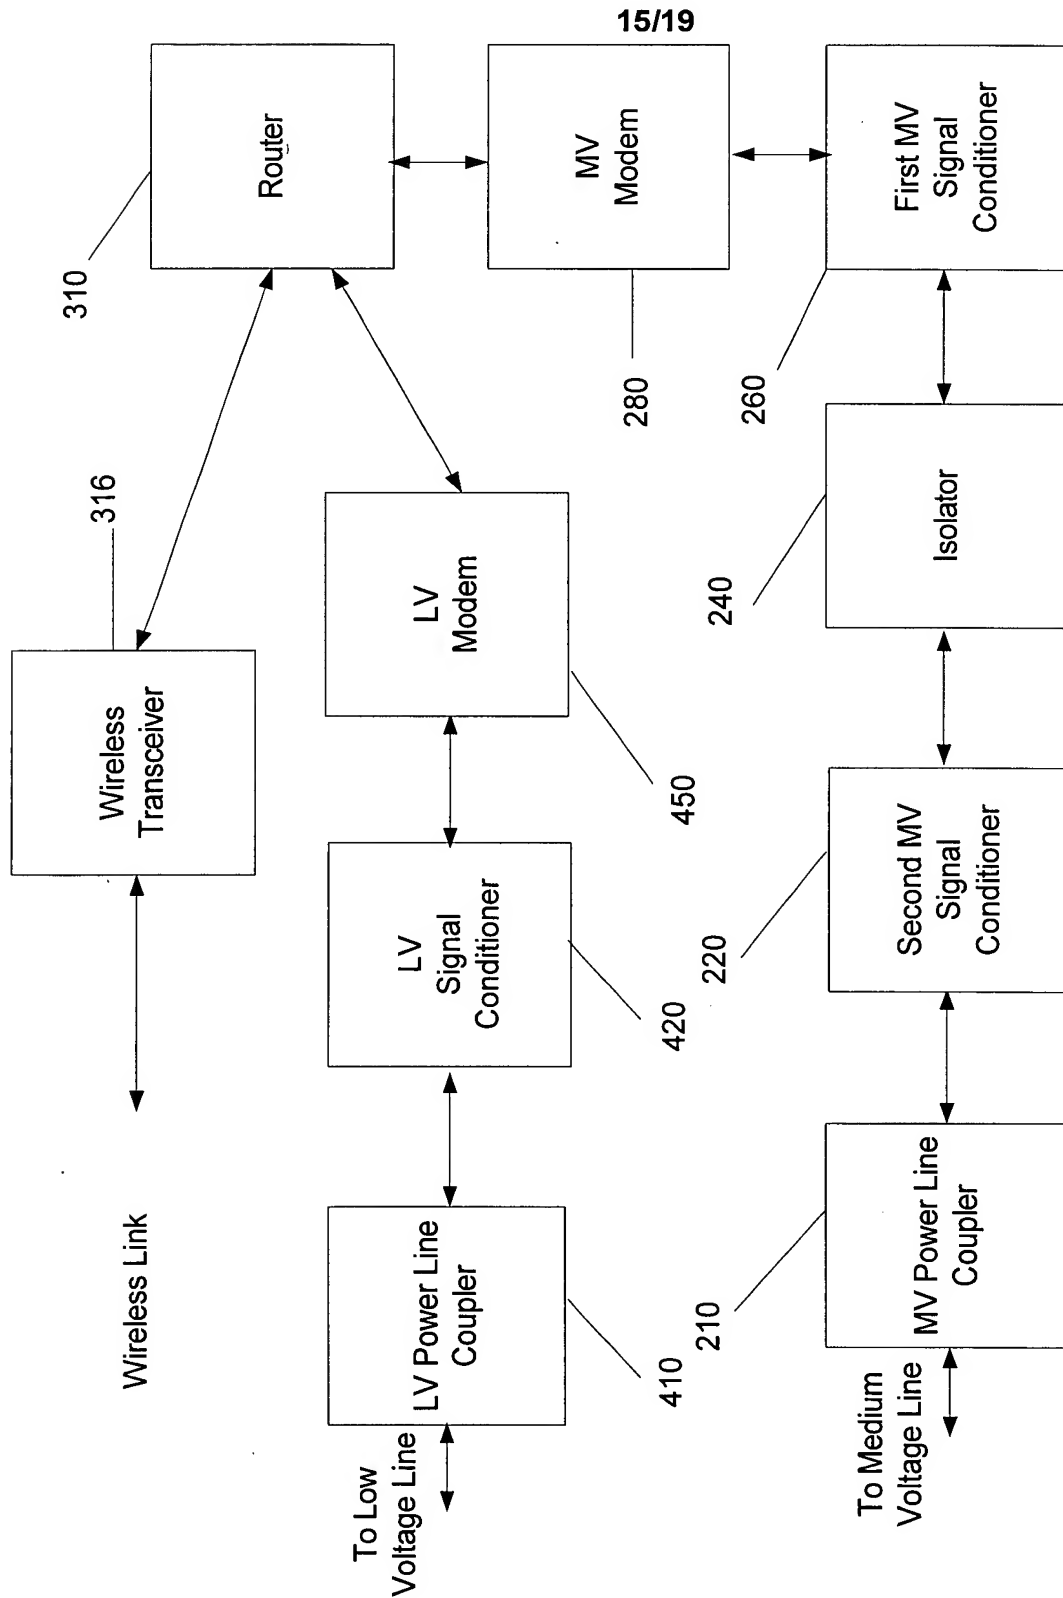 15/19
Wireless Link
Wireless
Transceiver
316
310
Router
To Low
Voltage Line
LV Power Line
Coupler
410
LV
Signal
Conditioner
420
LV
Modem
450
280
MV
Modem
To Medium
Voltage Line
210
MV Power Line
Coupler
220
Second MV
Signal
Conditioner
240
Isolator
260
First MV
Signal
Conditioner